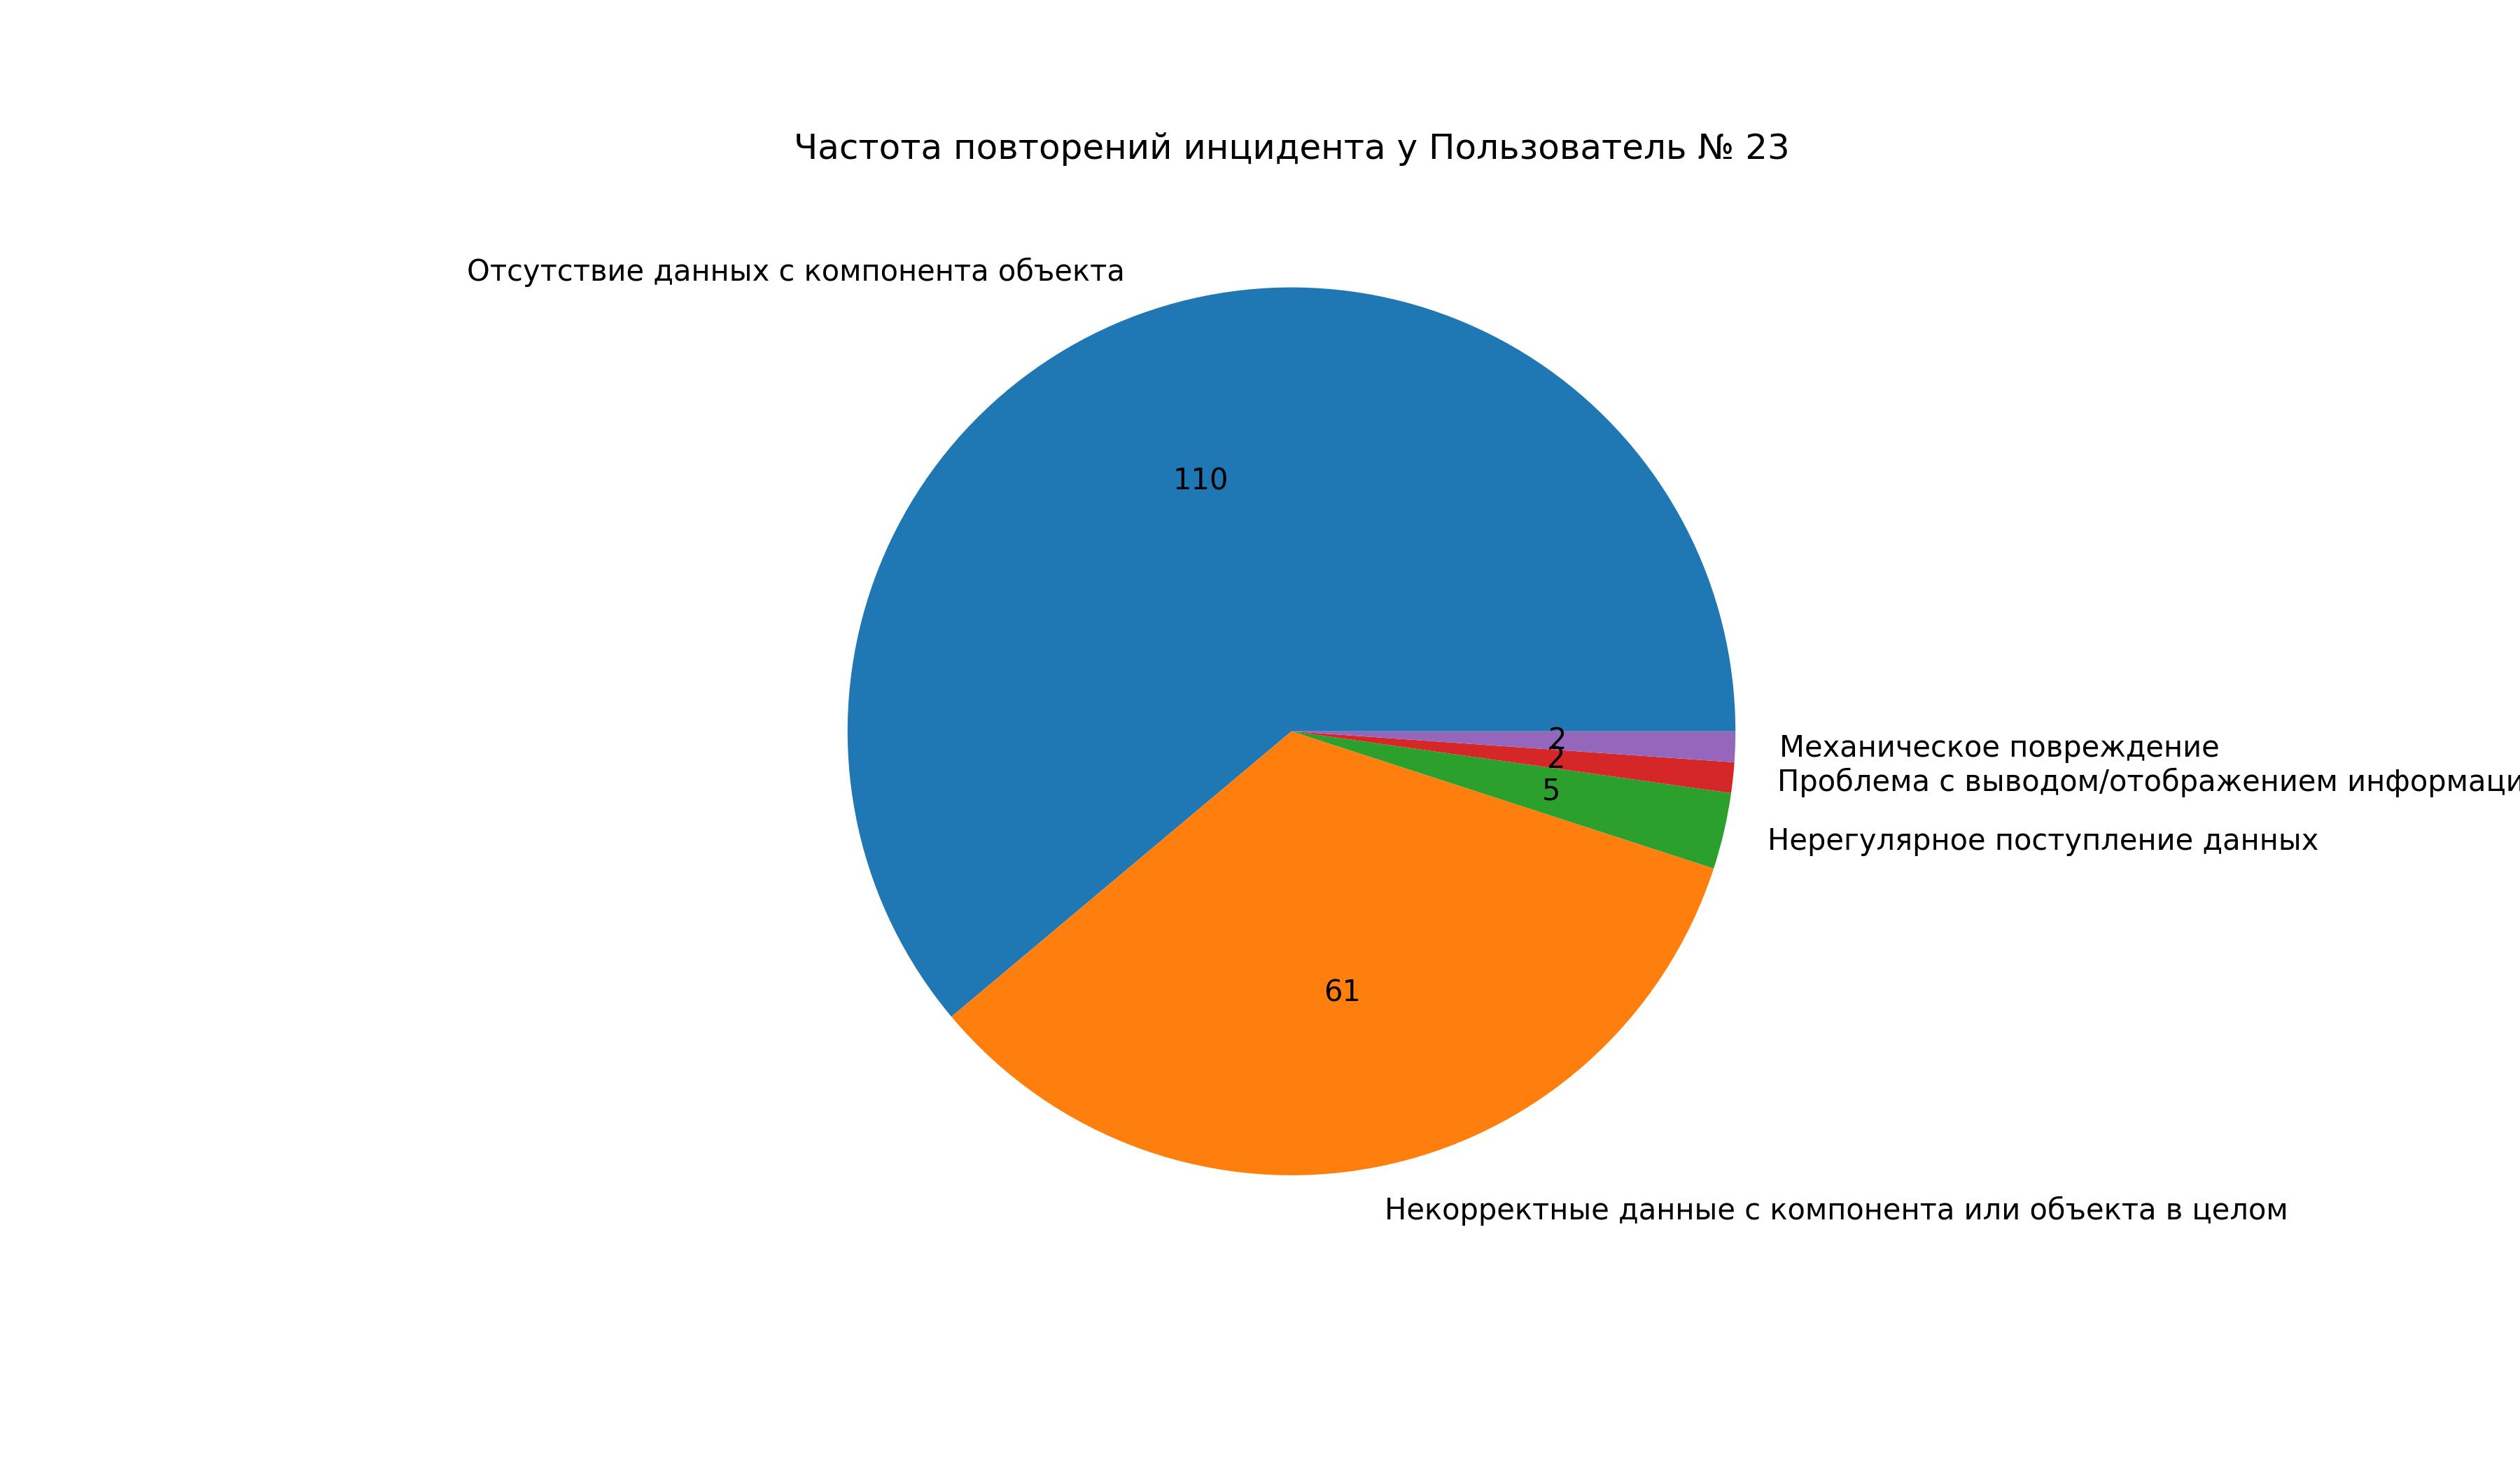 Частота повторений инцидента у Пользователь № 23
Отсутствие данных с компонента объекта
110
2
Механическое повреждение
2
Проблема с выводом/отображением информаци
5
Нерегулярное поступление данных
61
Некорректные данные с компонента или объекта в целом